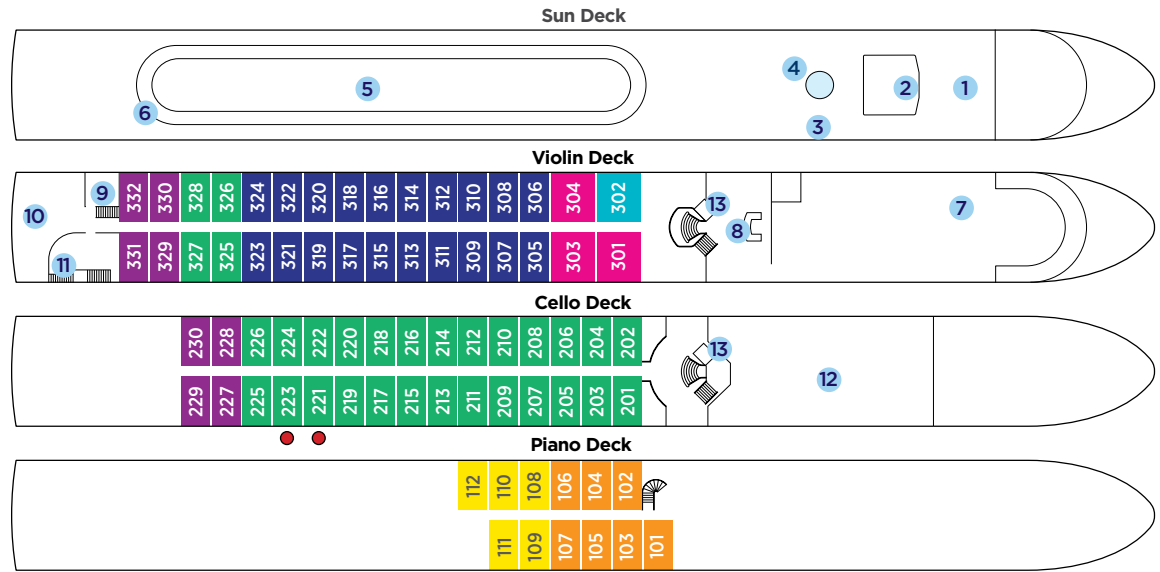 Sun Deck
4
5 2 1
6 3
Violin Deck
9 332 330 328 326 324 322 320 318 316 314 312 310 308 306 304 302 13 7
10 8
11 331 329 327 325 323 321 319 317 315 313 311 309 307 305 303 301
Cello Deck
230 228 226 224 222 220 218 216 214 212 210 208 206 204 202 13
12
229 227 225 223 221 219 217 215 213 211 209 207 205 203 201
Piano Deck
112 110 108 106 104 102
111 109 107 105 103 101